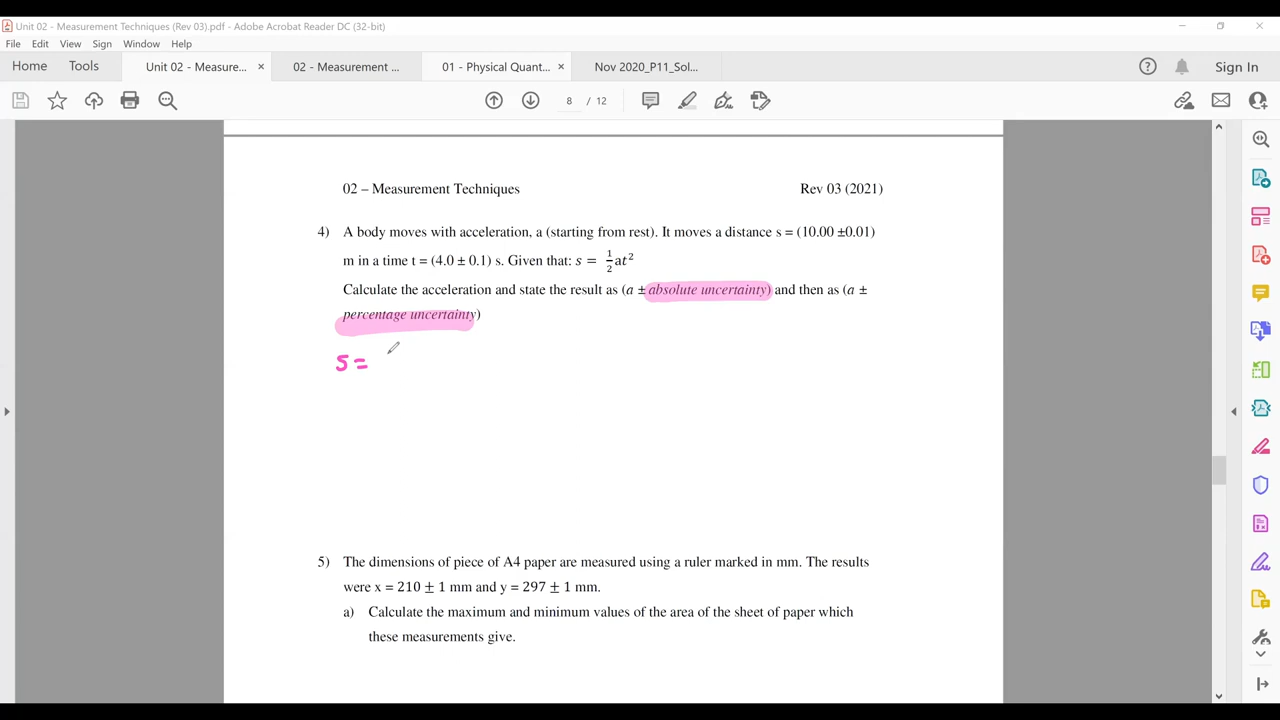 Unit 02 - Measurement Techniques (Rev 03).pdf - Adobe Acrobat Reader DC (32-bit)
File Edit View Sign Window Help
Home Tools Unit 02 - Measure... × 02 - Measurement ... 01 - Physical Quant... × Nov 2020_P11_Sol... Sign In
8 / 12
02 – Measurement Techniques Rev 03 (2021)
4) A body moves with acceleration, a (starting from rest). It moves a distance s = (10.00 ±0.01)
m in a time t = (4.0 ± 0.1) s. Given that: s = 1/2 at²
Calculate the acceleration and state the result as (a ± absolute uncertainty) and then as (a ±
percentage uncertainty)
S =
5) The dimensions of piece of A4 paper are measured using a ruler marked in mm. The results
were x = 210 ± 1 mm and y = 297 ± 1 mm.
a) Calculate the maximum and minimum values of the area of the sheet of paper which
these measurements give.